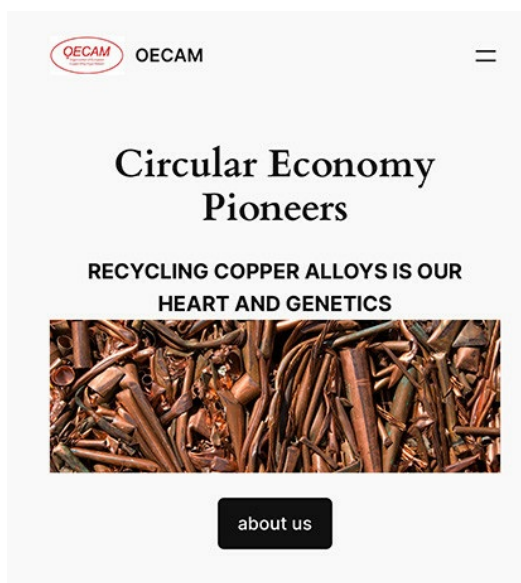 OECAM
OECAM
Circular Economy
Pioneers
RECYCLING COPPER ALLOYS IS OUR
HEART AND GENETICS
about us